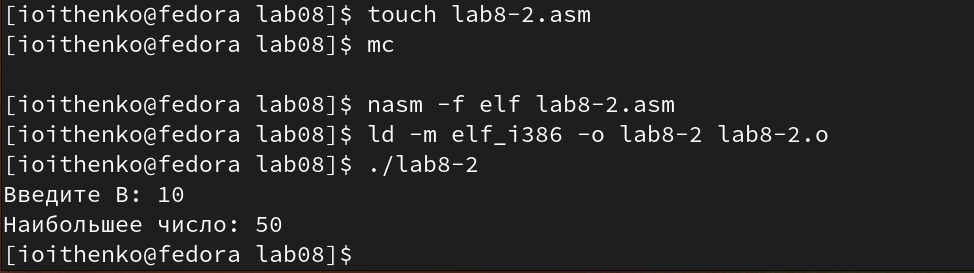 [ioithenko@fedora lab08]$ touch lab8-2.asm
[ioithenko@fedora lab08]$ mc
[ioithenko@fedora lab08]$ nasm -f elf lab8-2.asm
[ioithenko@fedora lab08]$ ld -m elf_i386 -o lab8-2 lab8-2.o
[ioithenko@fedora lab08]$ ./lab8-2
Введите B: 10
Наибольшее число: 50
[ioithenko@fedora lab08]$